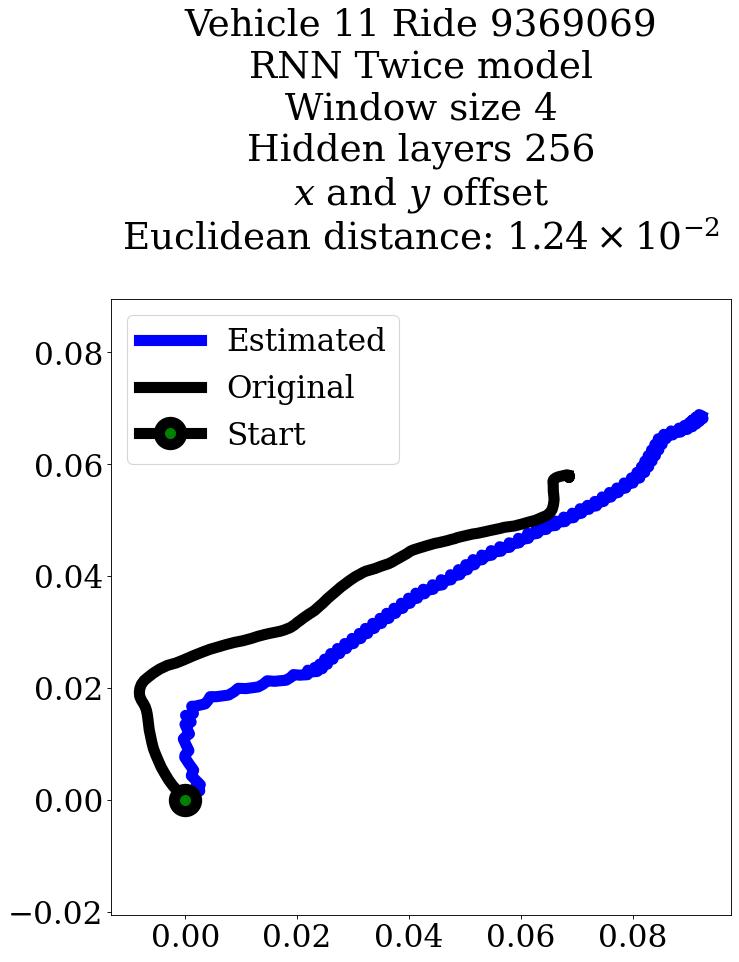 Vehicle 11 Ride 9369069
RNN Twice model
Window size 4
Hidden layers 256
x and y offset
Euclidean distance: 1.24 × 10⁻²
Estimated
Original
Start
0.08
0.06
0.04
0.02
0.00
−0.02
0.00 0.02 0.04 0.06 0.08